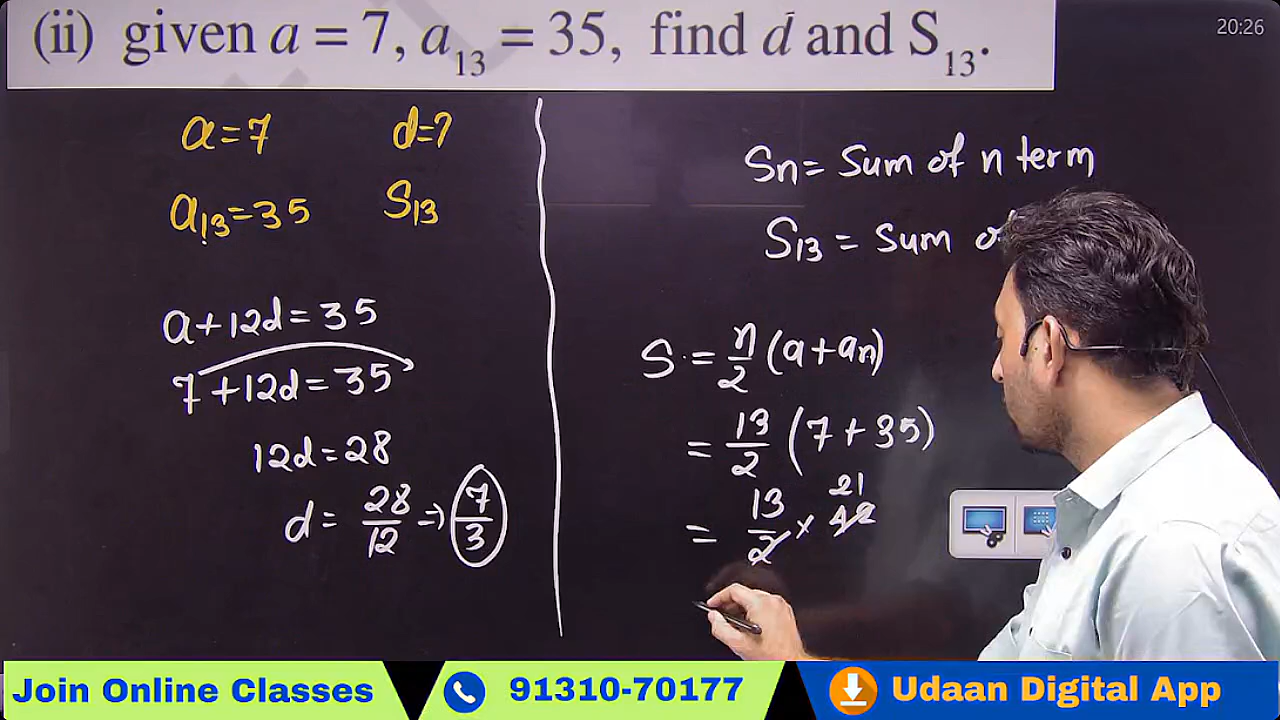 (ii) given a = 7, a₁₃ = 35, find d and S₁₃.
20:26
a=7
d=?
a₁₃=35
S₁₃
a+12d=35
7+12d=35
12d=28
d= 28/12 ⇒ 7/3
Sn= Sum of n term
S₁₃ = Sum of
S = n/2 (a+an)
= 13/2 (7+35)
= 13/2 × 42 21
Join Online Classes
91310-70177
Udaan Digital App